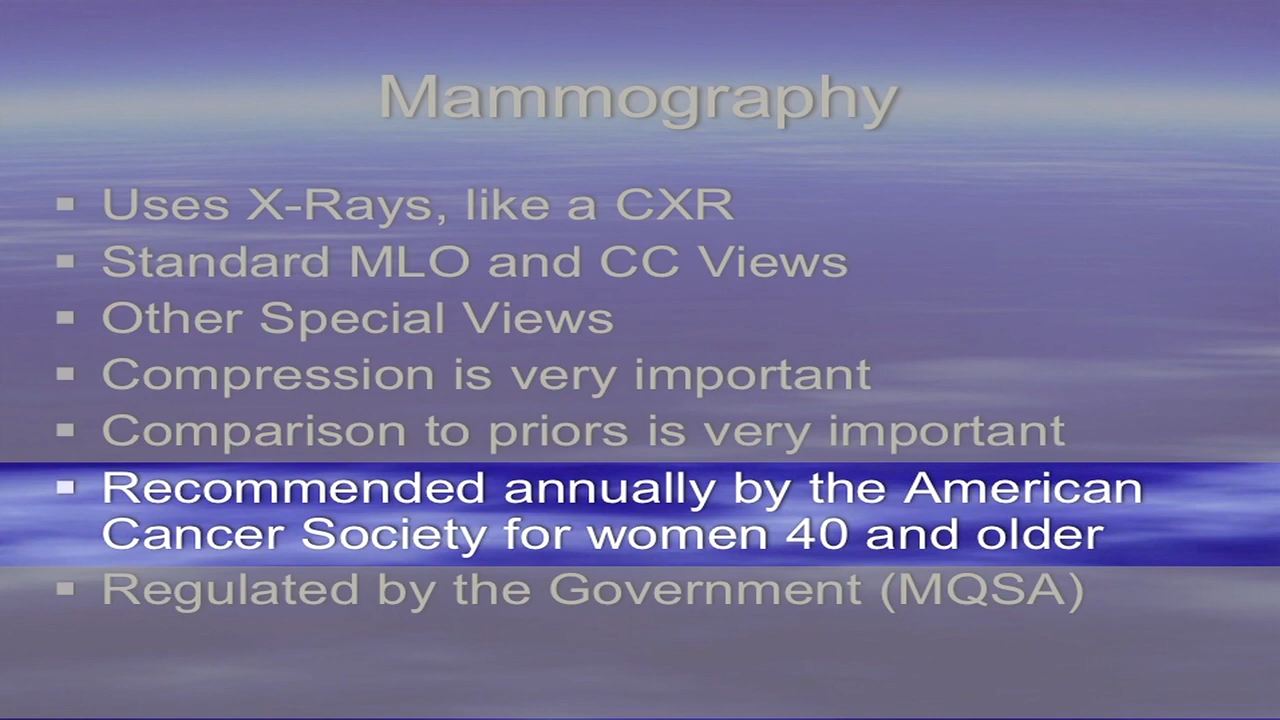 Mammography
▪ Uses X-Rays, like a CXR
▪ Standard MLO and CC Views
▪ Other Special Views
▪ Compression is very important
▪ Comparison to priors is very important
▪ Recommended annually by the American
Cancer Society for women 40 and older
▪ Regulated by the Government (MQSA)